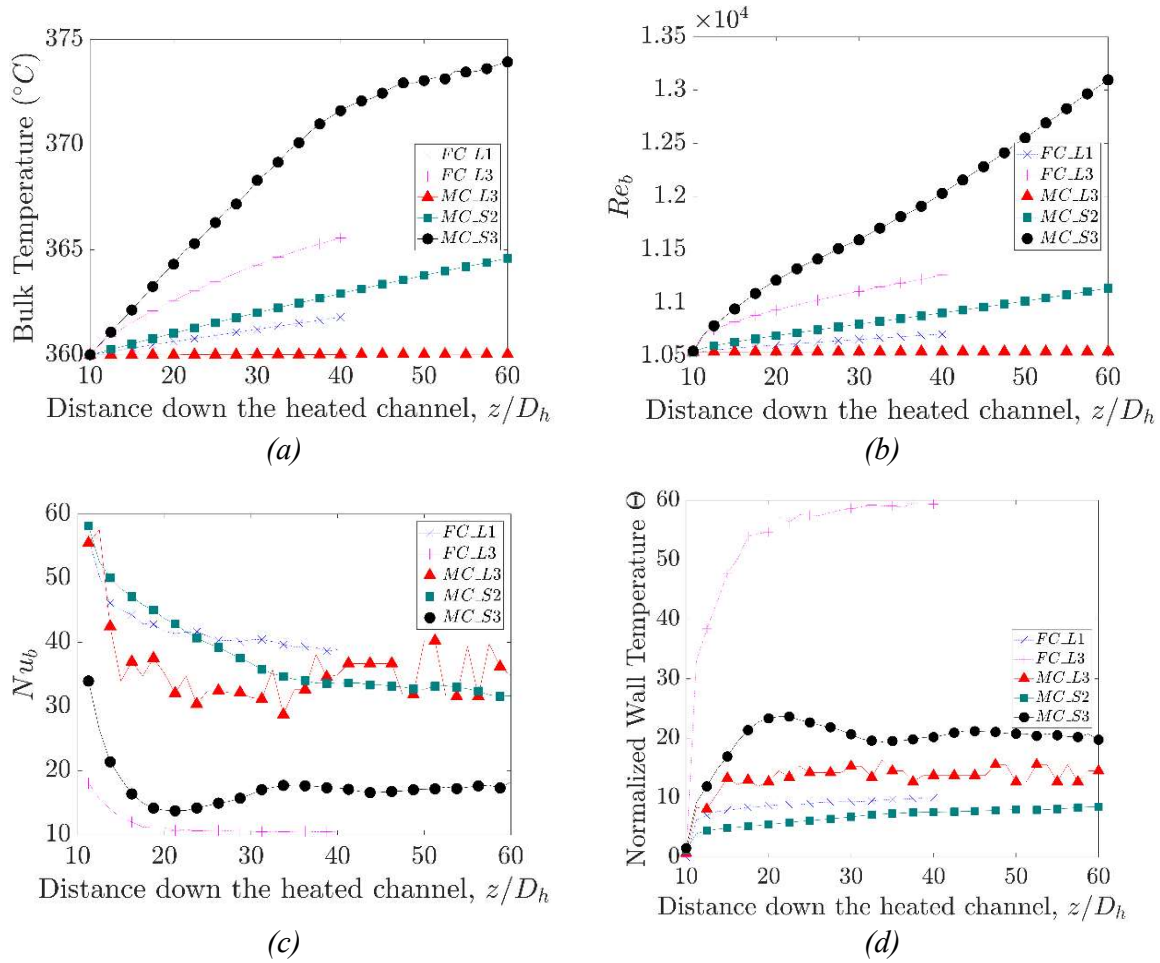 375
370
365
360
10
20
30
40
50
60
Bulk Temperature (°C)
Distance down the heated channel, z/D_h
FC_L1
FC_L3
MC_L3
MC_S2
MC_S3
(a)
×10⁴
1.35
1.3
1.25
1.2
1.15
1.1
1.05
10
20
30
40
50
60
Re_b
Distance down the heated channel, z/D_h
FC_L1
FC_L3
MC_L3
MC_S2
MC_S3
(b)
60
50
40
30
20
10
10
20
30
40
50
60
Nu_b
Distance down the heated channel, z/D_h
FC_L1
FC_L3
MC_L3
MC_S2
MC_S3
(c)
60
50
40
30
20
10
0
10
20
30
40
50
60
Normalized Wall Temperature Θ
Distance down the heated channel, z/D_h
FC_L1
FC_L3
MC_L3
MC_S2
MC_S3
(d)